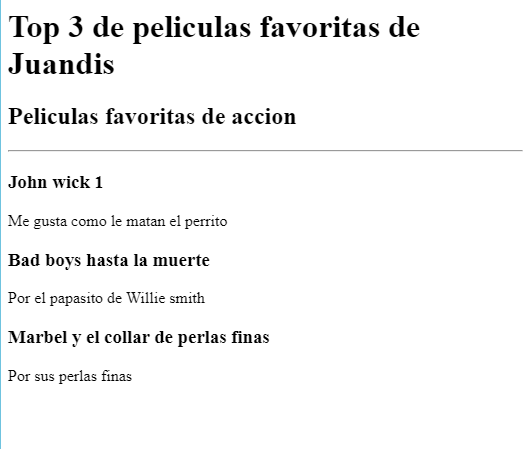 Top 3 de peliculas favoritas de
Juandis
Peliculas favoritas de accion
John wick 1
Me gusta como le matan el perrito
Bad boys hasta la muerte
Por el papasito de Willie smith
Marbel y el collar de perlas finas
Por sus perlas finas